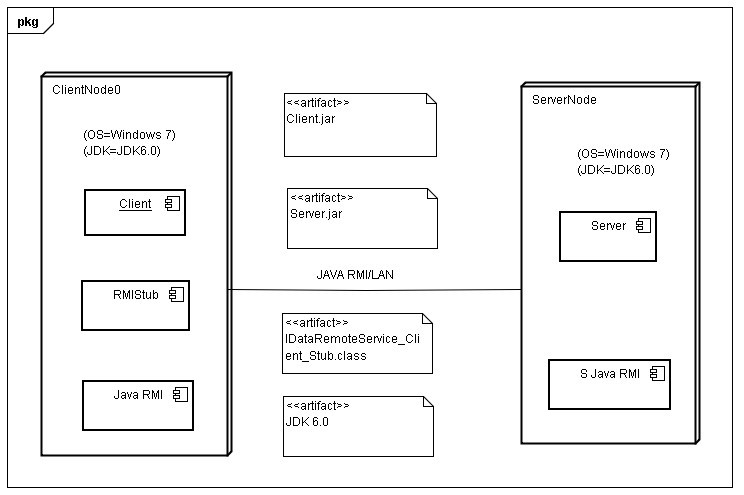 pkg
ClientNode0
(OS=Windows 7)
(JDK=JDK6.0)
Client
RMIStub
Java RMI
<<artifact>>
Client.jar
<<artifact>>
Server.jar
JAVA RMI/LAN
<<artifact>>
IDataRemoteService_Cli
ent_Stub.class
<<artifact>>
JDK 6.0
ServerNode
(OS=Windows 7)
(JDK=JDK6.0)
Server
S Java RMI